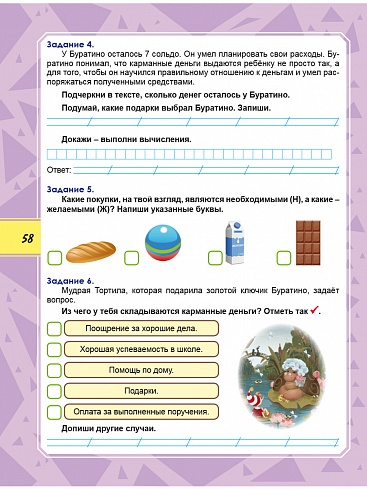 Задание 4.
У Буратино осталось 7 сольдо. Он умел планировать свои расходы. Бу-
ратино понимал, что карманные деньги выдаются ребёнку не просто так, а
для того, чтобы он научился правильному отношению к деньгам и умел рас-
поряжаться полученными средствами.
Подчеркни в тексте, сколько денег осталось у Буратино.
Подумай, какие подарки выбрал Буратино. Запиши.
Докажи – выполни вычисления.
Ответ:
Задание 5.
Какие покупки, на твой взгляд, являются необходимыми (Н), а какие –
желаемыми (Ж)? Напиши указанные буквы.
58
Задание 6.
Мудрая Тортила, которая подарила золотой ключик Буратино, задаёт
вопрос.
Из чего у тебя складываются карманные деньги? Отметь так ✓.
Поощрение за хорошие дела.
Хорошая успеваемость в школе.
Помощь по дому.
Подарки.
Оплата за выполненные поручения.
Допиши другие случаи.